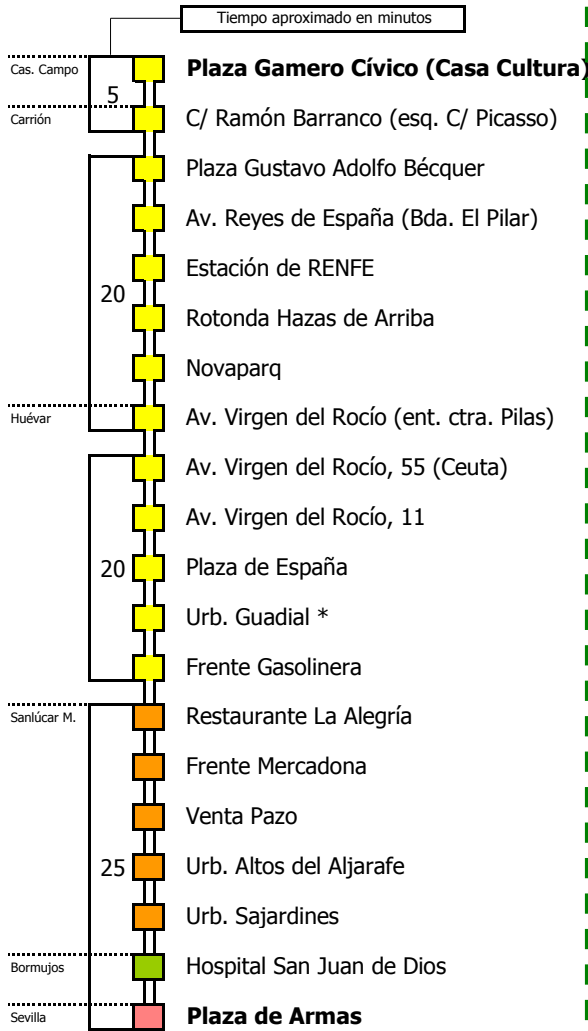 Tiempo aproximado en minutos
Cas. Campo
Plaza Gamero Cívico (Casa Cultura)
5
Carrión
C/ Ramón Barranco (esq. C/ Picasso)
Plaza Gustavo Adolfo Bécquer
Av. Reyes de España (Bda. El Pilar)
Estación de RENFE
20
Rotonda Hazas de Arriba
Novaparq
Huévar
Av. Virgen del Rocío (ent. ctra. Pilas)
Av. Virgen del Rocío, 55 (Ceuta)
Av. Virgen del Rocío, 11
20
Plaza de España
Urb. Guadial *
Frente Gasolinera
Sanlúcar M.
Restaurante La Alegría
Frente Mercadona
Venta Pazo
25
Urb. Altos del Aljarafe
Urb. Sajardines
Bormujos
Hospital San Juan de Dios
Sevilla
Plaza de Armas